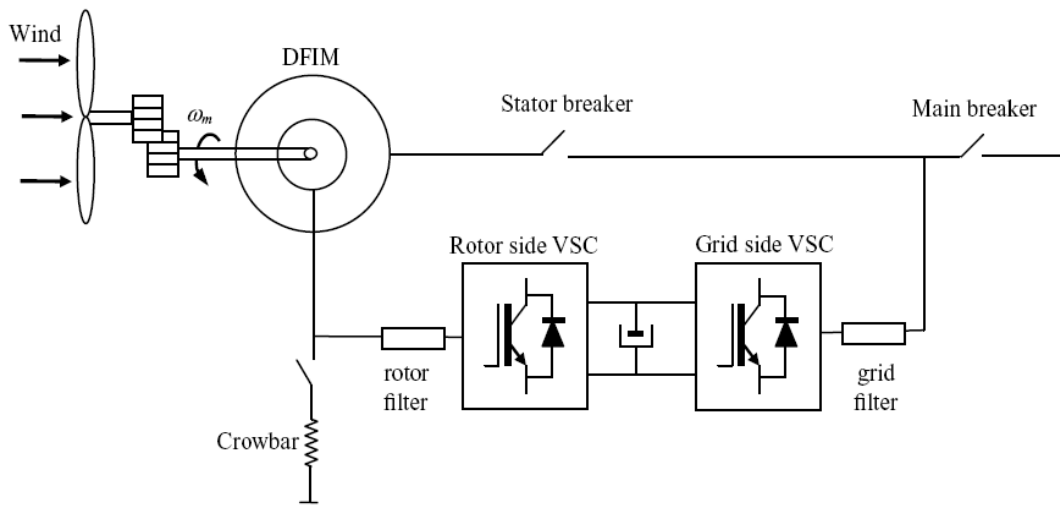 Wind
DFIM
ωm
Stator breaker
Main breaker
Rotor side VSC
Grid side VSC
rotor
filter
grid
filter
Crowbar